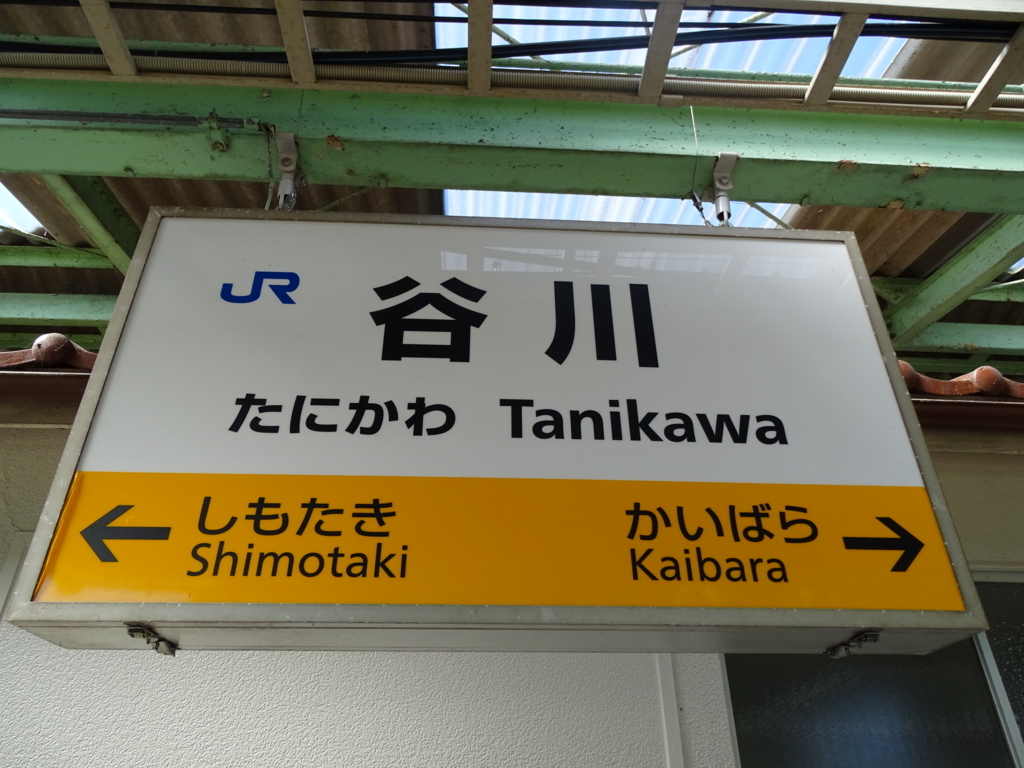 JR
谷川
たにかわ Tanikawa
← しもたき
Shimotaki
かいばら →
Kaibara